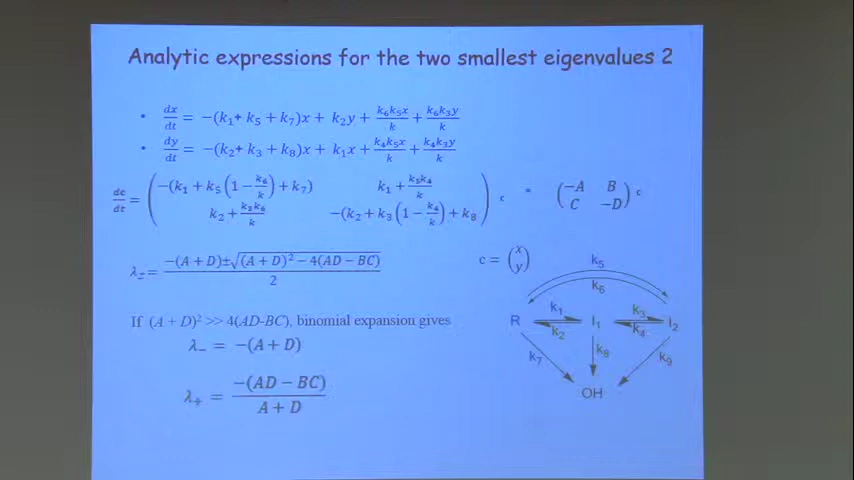 Analytic expressions for the two smallest eigenvalues 2
• dx/dt = −(k₁+ k₅ + k₇)x + k₂y + k₆k₅x/k + k₆k₃y/k
• dy/dt = −(k₂+ k₃ + k₈)x + k₁x + k₄k₅x/k + k₄k₃y/k
dc/dt = ( −(k₁ + k₅(1 − k₆/k) + k₇) k₁ + k₅k₄/k
k₂ + k₃k₆/k −(k₂ + k₃(1 − k₄/k) + k₈ ) c = (−A B
C −D) c
λ± = −(A + D)±√(A + D)² − 4(AD − BC) / 2
c = (x
y)
If (A + D)² >> 4(AD-BC), binomial expansion gives
λ₋ = −(A + D)
λ₊ = −(AD − BC) / A + D
k₅
k₆
R k₁ k₂ I₁ k₃ k₄ I₂
k₇ k₈ k₉
OH